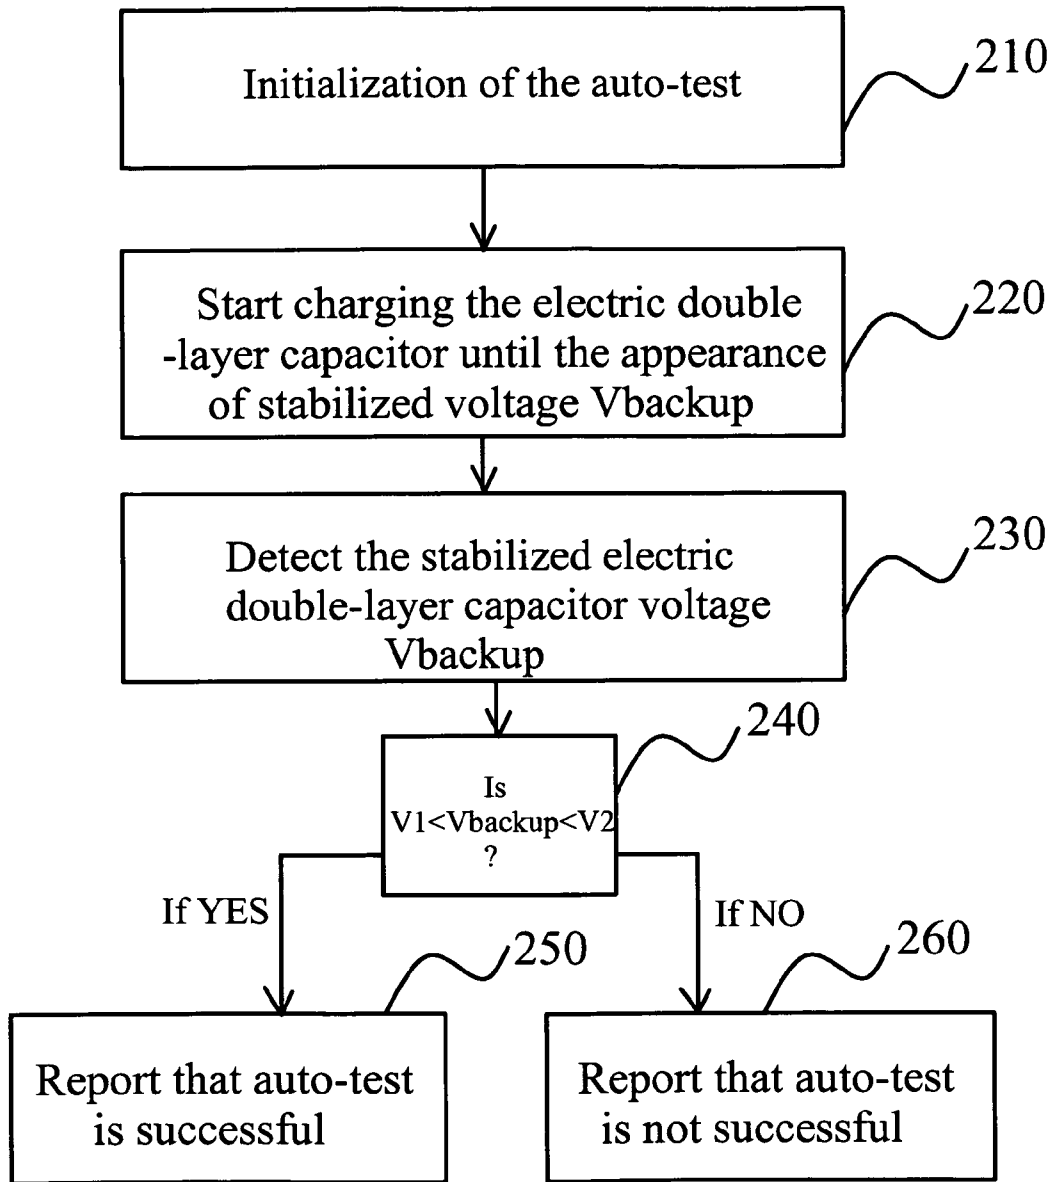 Initialization of the auto-test
210
Start charging the electric double
-layer capacitor until the appearance
of stabilized voltage Vbackup
220
Detect the stabilized electric
double-layer capacitor voltage
Vbackup
230
Is
V1<Vbackup<V2
?
240
If YES
If NO
250
260
Report that auto-test
is successful
Report that auto-test
is not successful